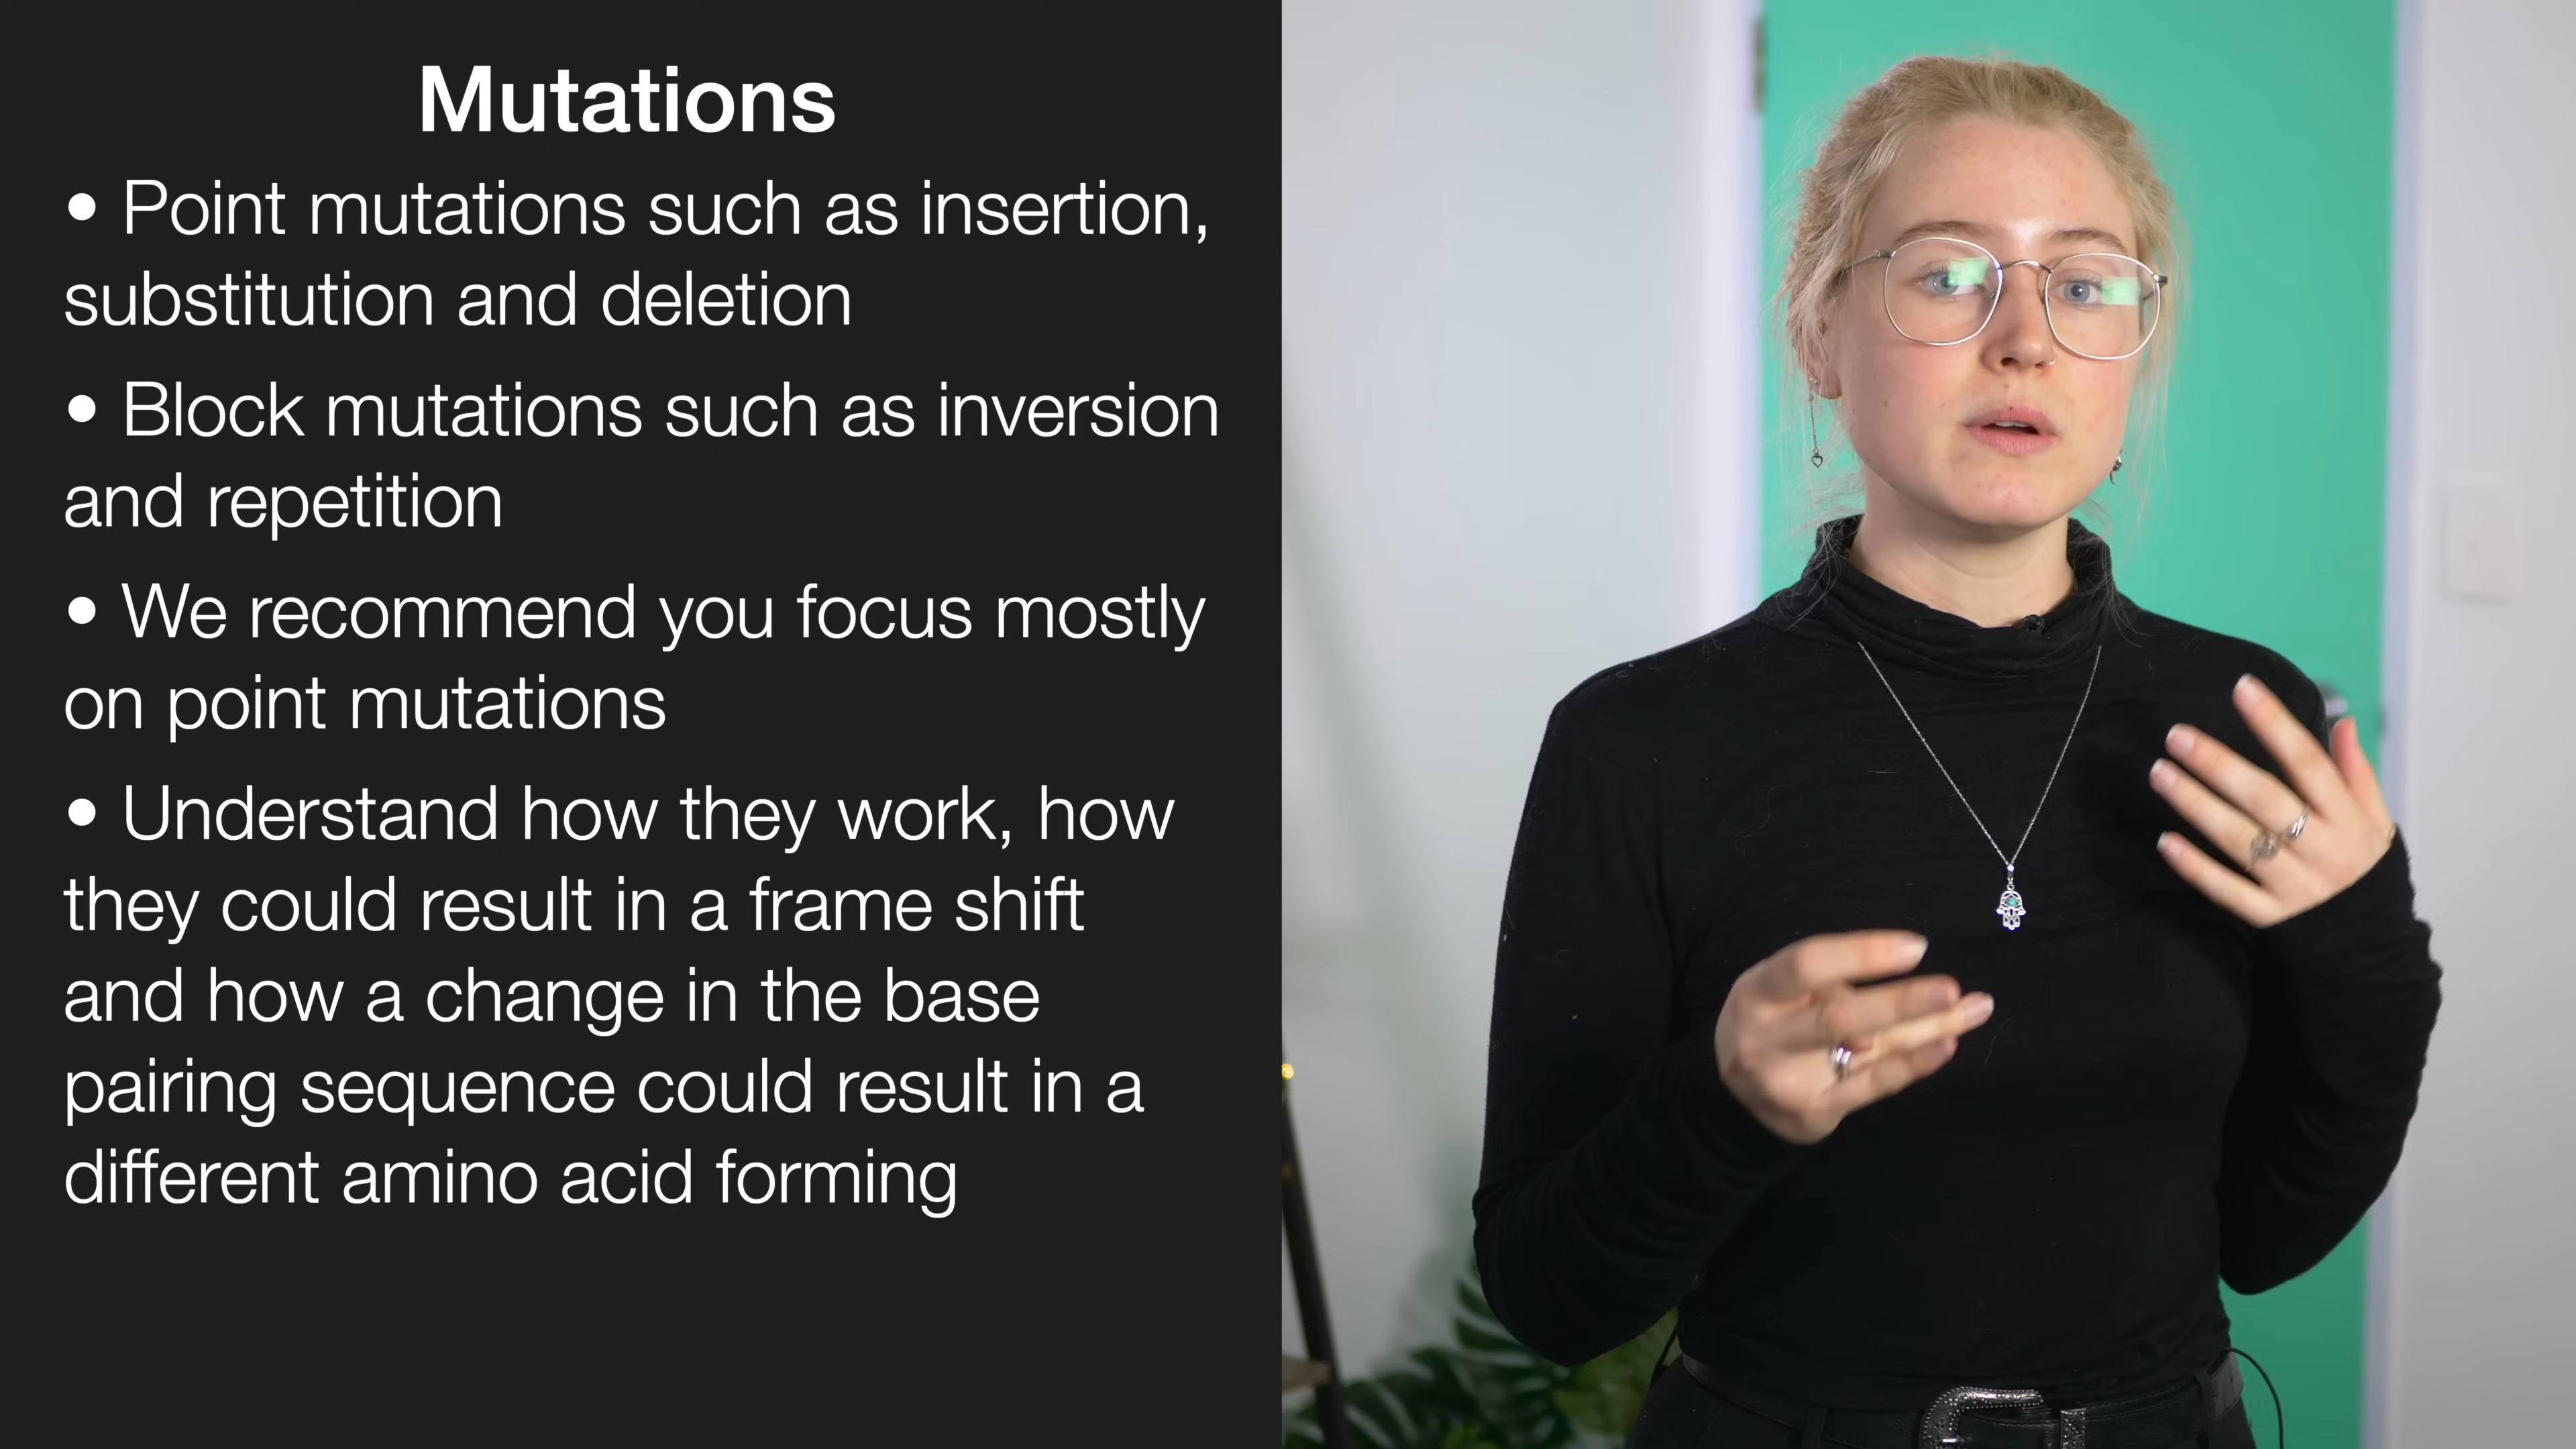 Mutations
• Point mutations such as insertion,
substitution and deletion
• Block mutations such as inversion
and repetition
• We recommend you focus mostly
on point mutations
• Understand how they work, how
they could result in a frame shift
and how a change in the base
pairing sequence could result in a
different amino acid forming